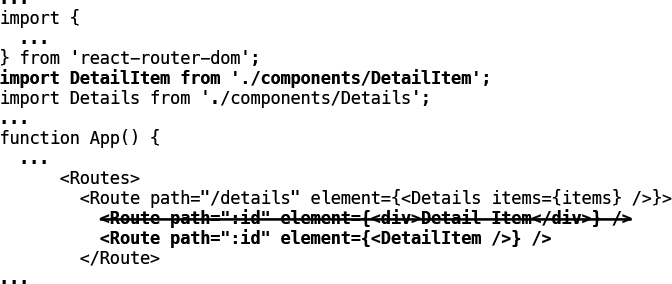 ...
import {
  ...
} from 'react-router-dom';
import DetailItem from './components/DetailItem';
import Details from './components/Details';
...
function App() {
  ...
      <Routes>
        <Route path="/details" element={<Details items={items} />}>
          <Route path=":id" element={<div>Detail Item</div>} />
          <Route path=":id" element={<DetailItem />} />
        </Route>
...